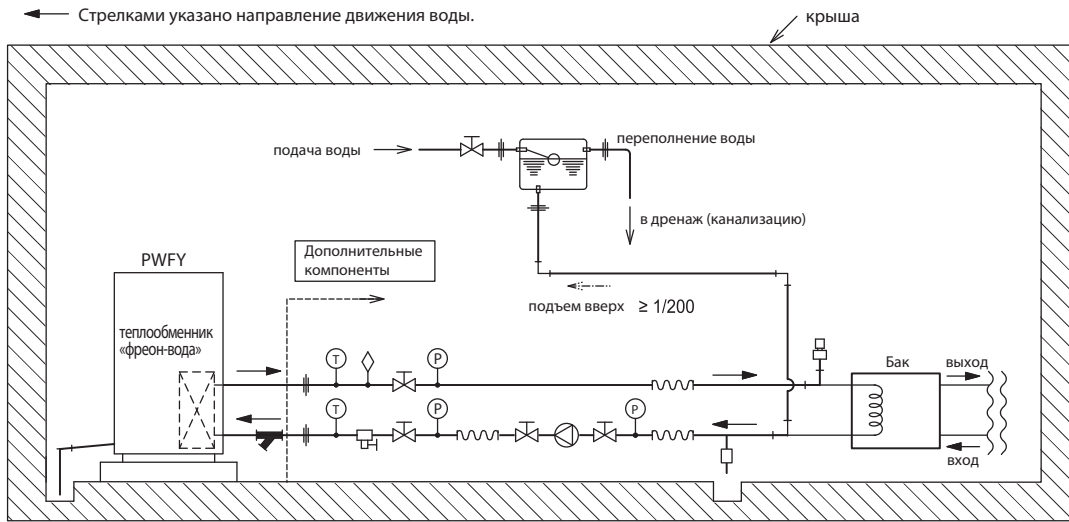 Стрелками указано направление движения воды.
крыша
подача воды
переполнение воды
в дренаж (канализацию)
Дополнительные
компоненты
PWFY
подъем вверх ≥ 1/200
теплообменник
«фреон-вода»
T
P
Бак
выход
T
P
P
вход